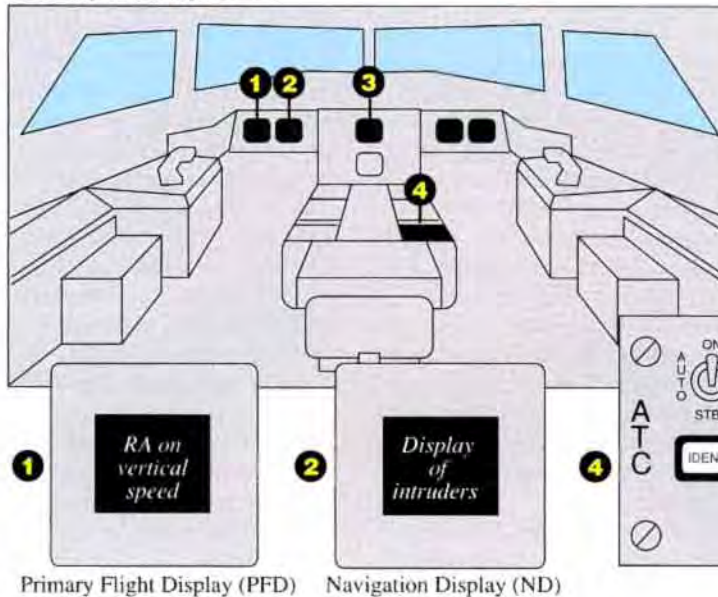 1 2 3
4
1
RA on
vertical
speed
2
Display
of
intruders
4
ATC
AUTO
ON
Primary Flight Display (PFD)
Navigation Display (ND)